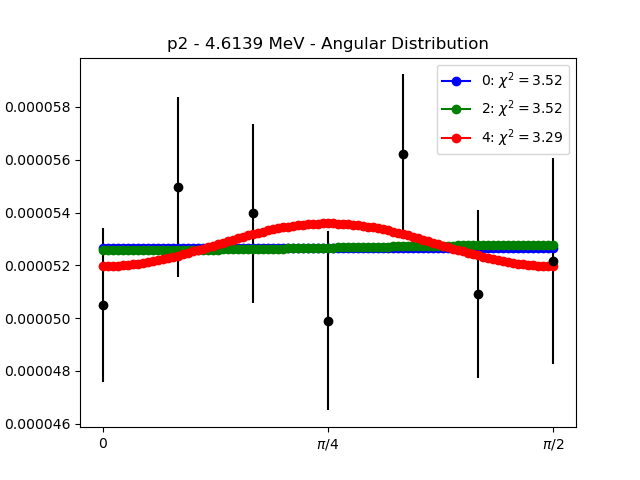 p2 - 4.6139 MeV - Angular Distribution
0: χ² = 3.52
2: χ² = 3.52
4: χ² = 3.29
0.000058
0.000056
0.000054
0.000052
0.000050
0.000048
0.000046
0
π/4
π/2